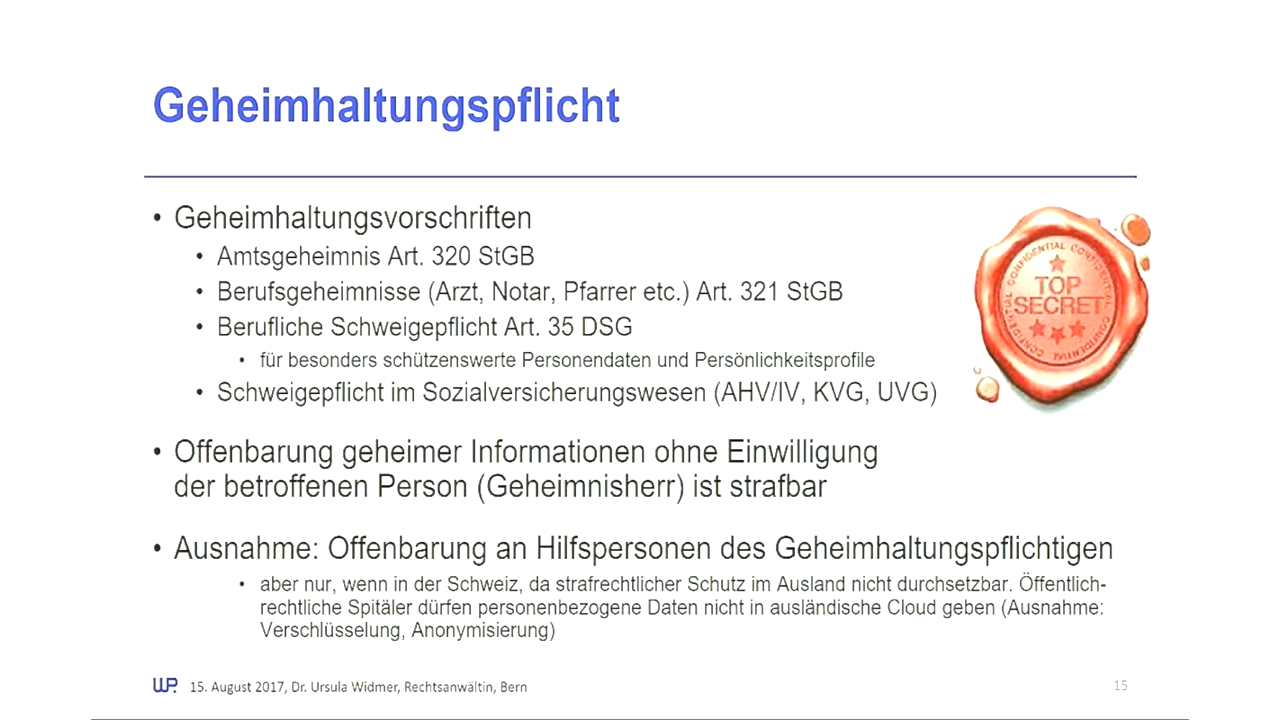 Geheimhaltungspflicht
• Geheimhaltungsvorschriften
• Amtsgeheimnis Art. 320 StGB
• Berufsgeheimnisse (Arzt, Notar, Pfarrer etc.) Art. 321 StGB
• Berufliche Schweigepflicht Art. 35 DSG
• für besonders schützenswerte Personendaten und Persönlichkeitsprofile
• Schweigepflicht im Sozialversicherungswesen (AHV/IV, KVG, UVG)
CONFIDENTIAL CONFIDENTIAL CONFIDENTIAL CONFIDENTIAL
TOP
SECRET
• Offenbarung geheimer Informationen ohne Einwilligung
der betroffenen Person (Geheimnisherr) ist strafbar
• Ausnahme: Offenbarung an Hilfspersonen des Geheimhaltungspflichtigen
• aber nur, wenn in der Schweiz, da strafrechtlicher Schutz im Ausland nicht durchsetzbar. Öffentlich-
rechtliche Spitäler dürfen personenbezogene Daten nicht in ausländische Cloud geben (Ausnahme:
Verschlüsselung, Anonymisierung)
WP. 15. August 2017, Dr. Ursula Widmer, Rechtsanwältin, Bern
15